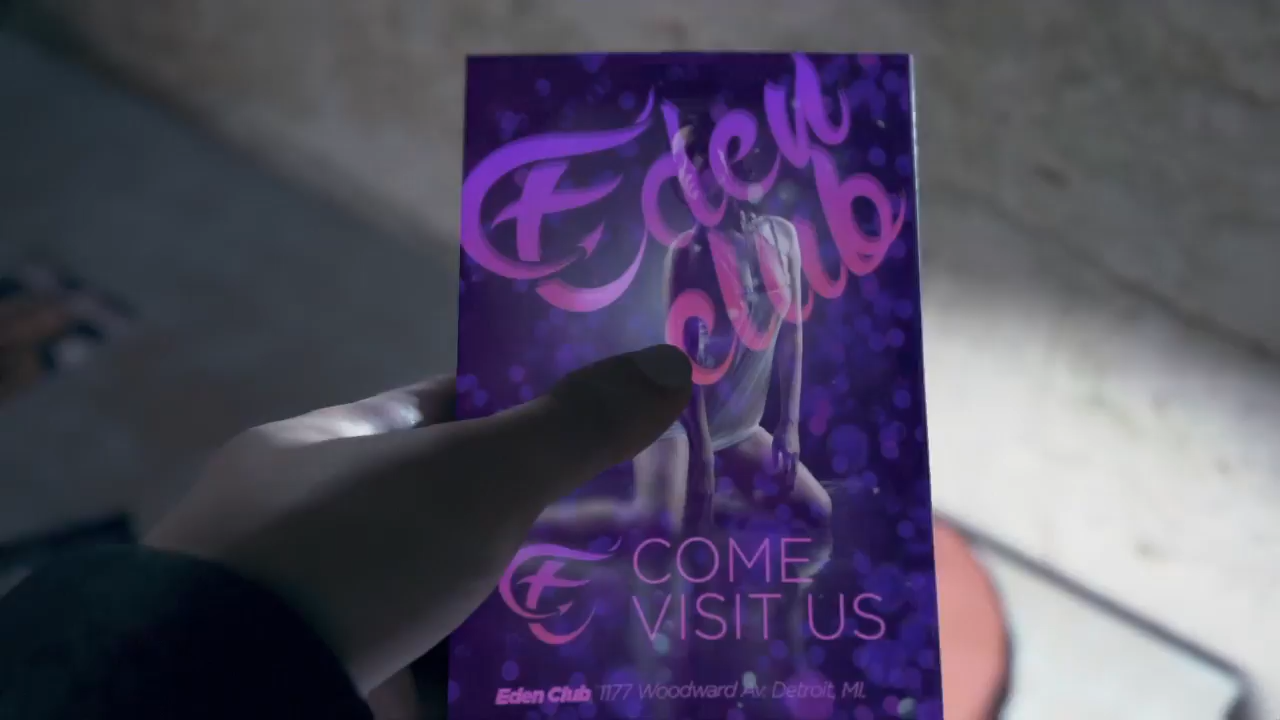 Eden
club
COME
VISIT US
Eden Club 1177 Woodward Av. Detroit, MI.